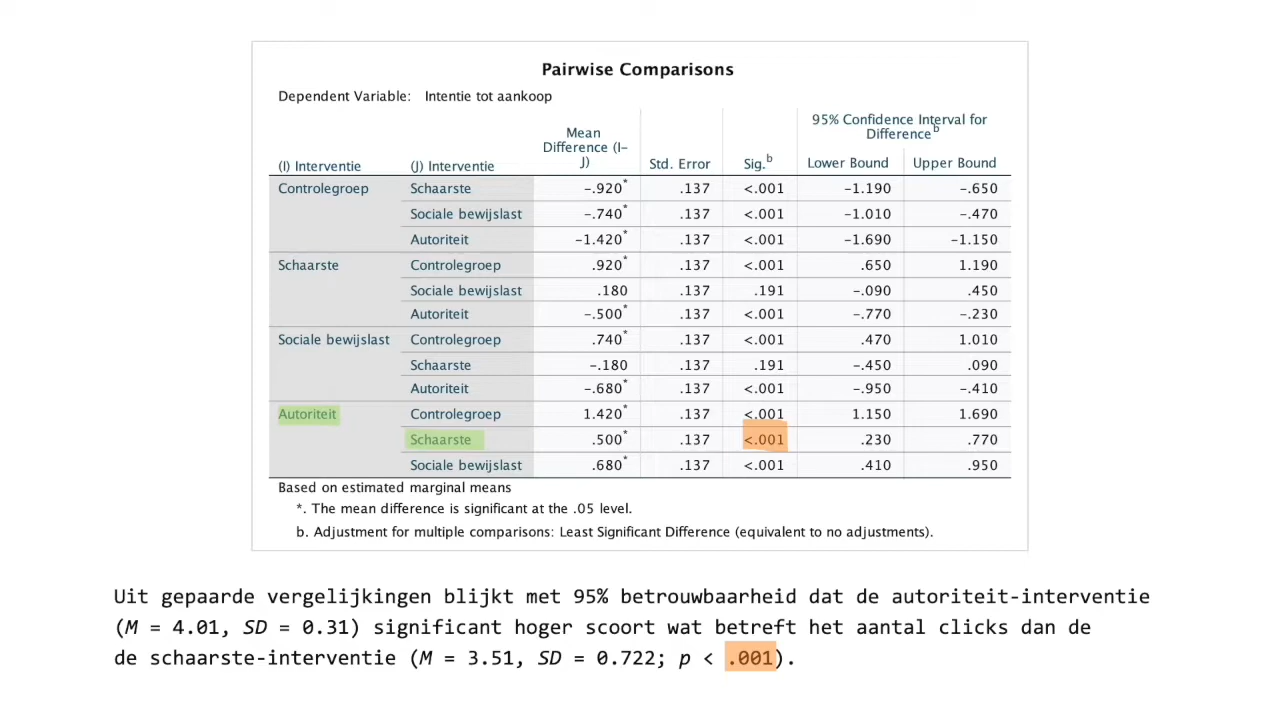 Pairwise Comparisons
Dependent Variable: Intentie tot aankoop
(I) Interventie (J) Interventie Mean Difference (I-J) Std. Error Sig.b 95% Confidence Interval for Differenceb Lower Bound Upper Bound
Controlegroep Schaarste -.920* .137 <.001 -1.190 -.650
Sociale bewijslast -.740* .137 <.001 -1.010 -.470
Autoriteit -1.420* .137 <.001 -1.690 -1.150
Schaarste Controlegroep .920* .137 <.001 .650 1.190
Sociale bewijslast .180 .137 .191 -.090 .450
Autoriteit -.500* .137 <.001 -.770 -.230
Sociale bewijslast Controlegroep .740* .137 <.001 .470 1.010
Schaarste -.180 .137 .191 -.450 .090
Autoriteit -.680* .137 <.001 -.950 -.410
Autoriteit Controlegroep 1.420* .137 <.001 1.150 1.690
Schaarste .500* .137 <.001 .230 .770
Sociale bewijslast .680* .137 <.001 .410 .950
Based on estimated marginal means
*. The mean difference is significant at the .05 level.
b. Adjustment for multiple comparisons: Least Significant Difference (equivalent to no adjustments).
Uit gepaarde vergelijkingen blijkt met 95% betrouwbaarheid dat de autoriteit-interventie
(M = 4.01, SD = 0.31) significant hoger scoort wat betreft het aantal clicks dan de
de schaarste-interventie (M = 3.51, SD = 0.722; p < .001).